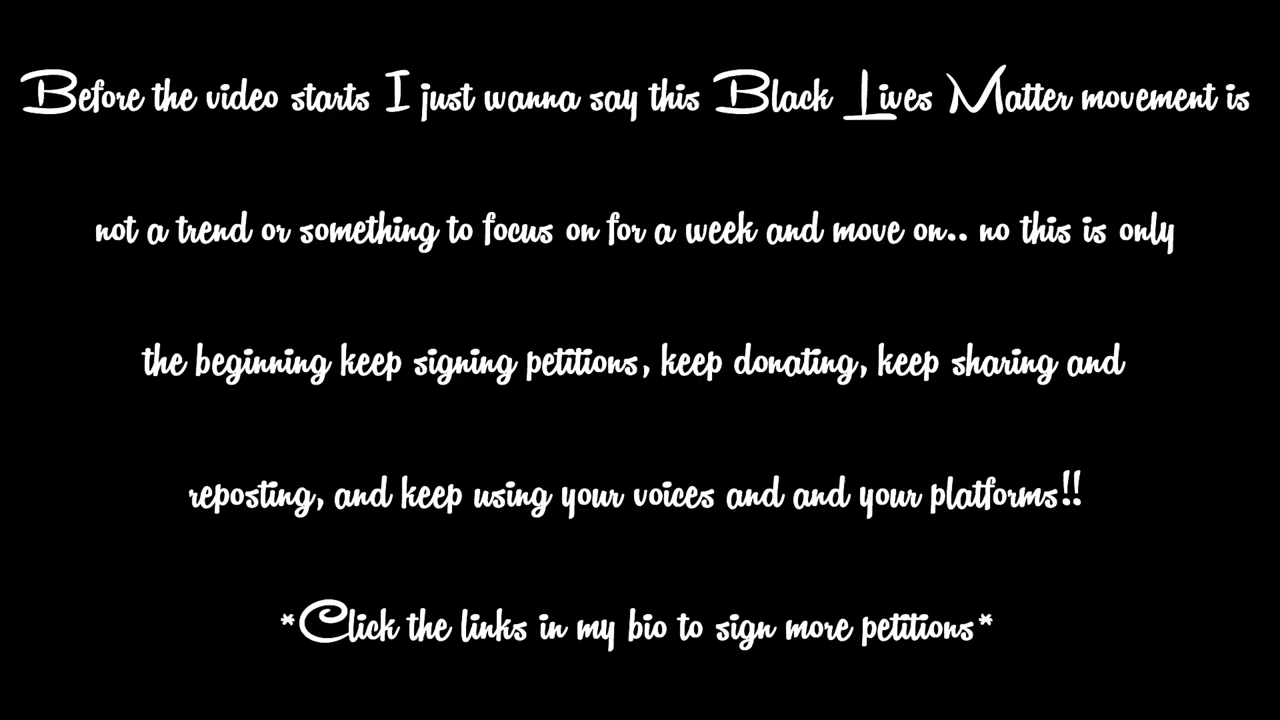 Before the video starts I just wanna say this Black Lives Matter movement is
not a trend or something to focus on for a week and move on.. no this is only
the beginning keep signing petitions, keep donating, keep sharing and
reposting, and keep using your voices and and your platforms!!
*Click the links in my bio to sign more petitions*